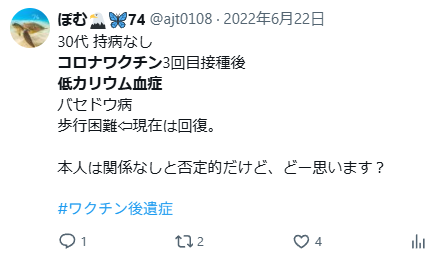 ぽむ🦅🦋74 @ajt0108・2022年6月22日
30代 持病なし
コロナワクチン3回目接種後
低カリウム血症
バセドウ病
歩行困難⇦現在は回復。
本人は関係なしと否定的だけど、どー思います？
#ワクチン後遺症
1 2 4